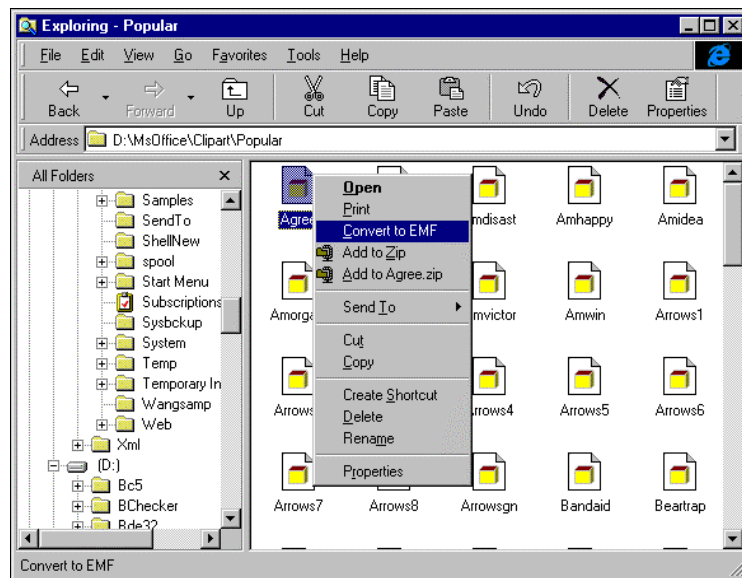 Exploring - Popular
File Edit View Go Favorites Tools Help
Back Forward Up Cut Copy Paste Undo Delete Properties
Address D:\MsOffice\Clipart\Popular
All Folders
Samples
SendTo
ShellNew
spool
Start Menu
Subscriptions
Sysbckup
System
Temp
Temporary In
Wangsamp
Web
Xml
(D:)
Bc5
BChecker
Bde32
Agree
mdisast Amhappy Amidea
Amorga mvictor Amwin Arrows1
Arrows rrows4 Arrows5 Arrows6
Arrows7 Arrows8 Arrowsgn Bandaid Beartrap
Open
Print
Convert to EMF
Add to Zip
Add to Agree.zip
Send To
Cut
Copy
Create Shortcut
Delete
Rename
Properties
Convert to EMF